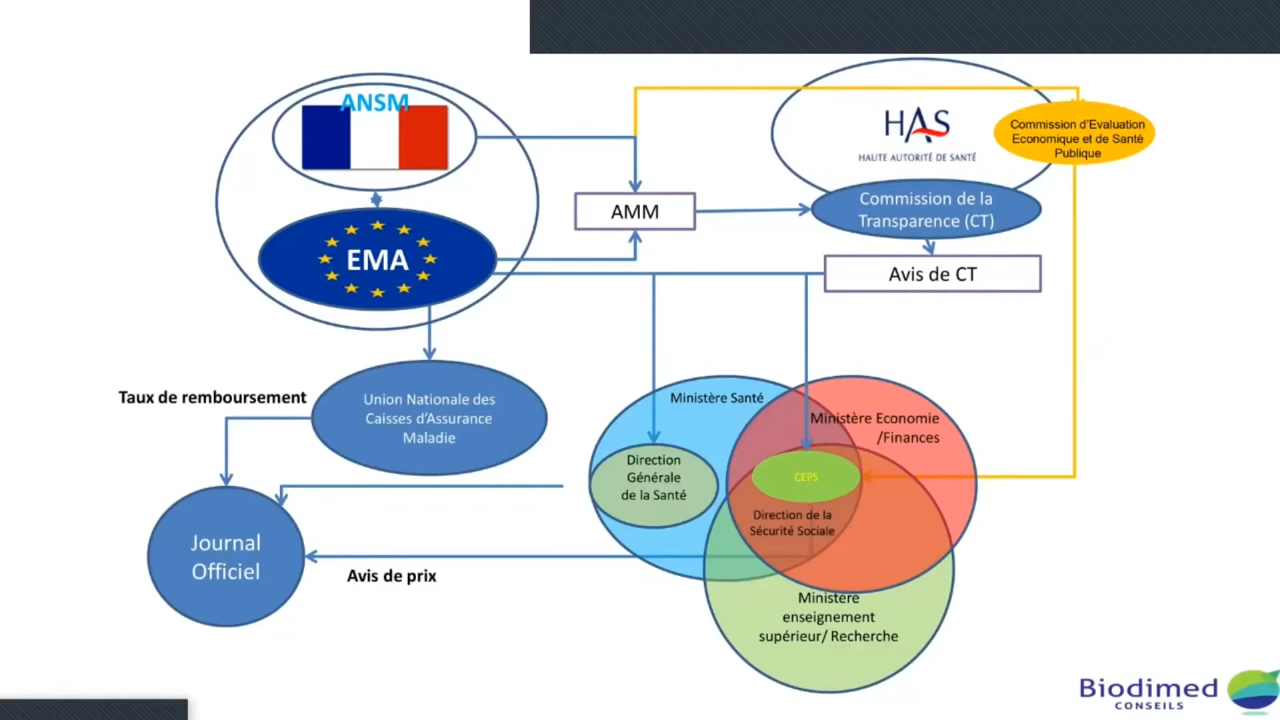 ANSM
HAS
HAUTE AUTORITÉ DE SANTÉ
Commission d'Evaluation
Economique et de Santé
Publique
AMM
Commission de la
Transparence (CT)
EMA
Avis de CT
Taux de remboursement
Union Nationale des
Caisses d'Assurance
Maladie
Ministère Santé
Ministère Economie
/Finances
Direction
Générale
de la Santé
CEPS
Direction de la
Sécurité Sociale
Journal
Officiel
Avis de prix
Ministère
enseignement
supérieur/ Recherche
Biodimed
CONSEILS